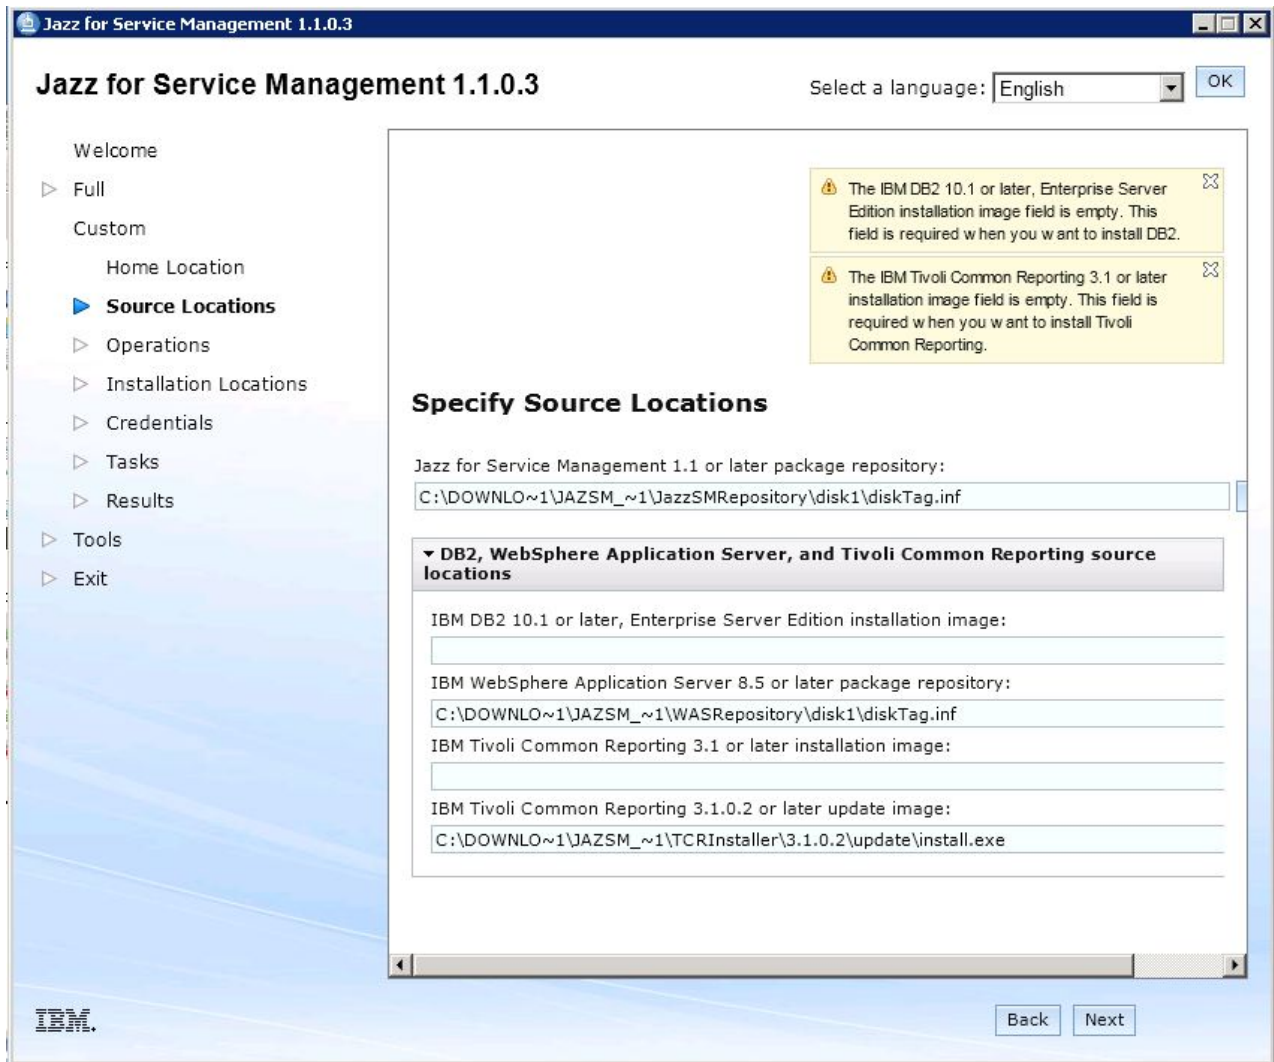 Jazz for Service Management 1.1.0.3
Jazz for Service Management 1.1.0.3
Select a language: English OK
Welcome
Full
Custom
Home Location
Source Locations
Operations
Installation Locations
Credentials
Tasks
Results
Tools
Exit
The IBM DB2 10.1 or later, Enterprise Server
Edition installation image field is empty. This
field is required when you want to install DB2.
The IBM Tivoli Common Reporting 3.1 or later
installation image field is empty. This field is
required when you want to install Tivoli
Common Reporting.
Specify Source Locations
Jazz for Service Management 1.1 or later package repository:
C:\DOWNLO~1\JAZSM_~1\JazzSMRepository\disk1\diskTag.inf
DB2, WebSphere Application Server, and Tivoli Common Reporting source
locations
IBM DB2 10.1 or later, Enterprise Server Edition installation image:
IBM WebSphere Application Server 8.5 or later package repository:
C:\DOWNLO~1\JAZSM_~1\WASRepository\disk1\diskTag.inf
IBM Tivoli Common Reporting 3.1 or later installation image:
IBM Tivoli Common Reporting 3.1.0.2 or later update image:
C:\DOWNLO~1\JAZSM_~1\TCRInstaller\3.1.0.2\update\install.exe
IBM.
Back Next